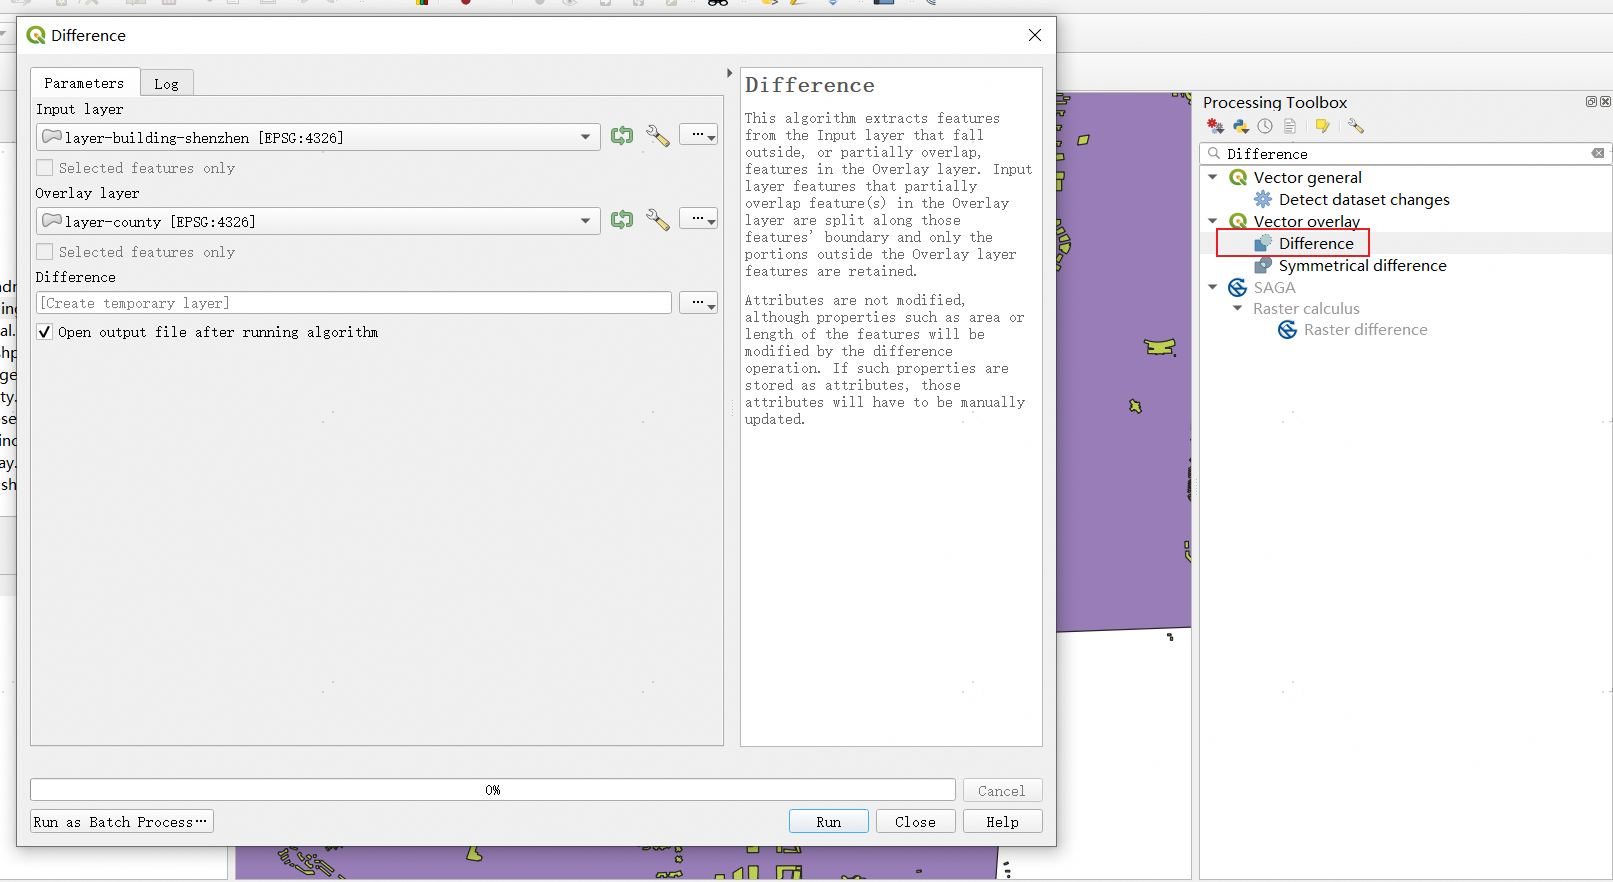 Difference
Parameters
Log
Input layer
layer-building-shenzhen [EPSG:4326]
Selected features only
Overlay layer
layer-county [EPSG:4326]
Selected features only
Difference
[Create temporary layer]
Open output file after running algorithm
Difference
This algorithm extracts features
from the Input layer that fall
outside, or partially overlap,
features in the Overlay layer. Input
layer features that partially
overlap feature(s) in the Overlay
layer are split along those
features' boundary and only the
portions outside the Overlay layer
features are retained.
Attributes are not modified,
although properties such as area or
length of the features will be
modified by the difference
operation. If such properties are
stored as attributes, those
attributes will have to be manually
updated.
0%
Cancel
Run as Batch Process…
Run
Close
Help
Processing Toolbox
Difference
Vector general
Detect dataset changes
Vector overlay
Difference
Symmetrical difference
SAGA
Raster calculus
Raster difference